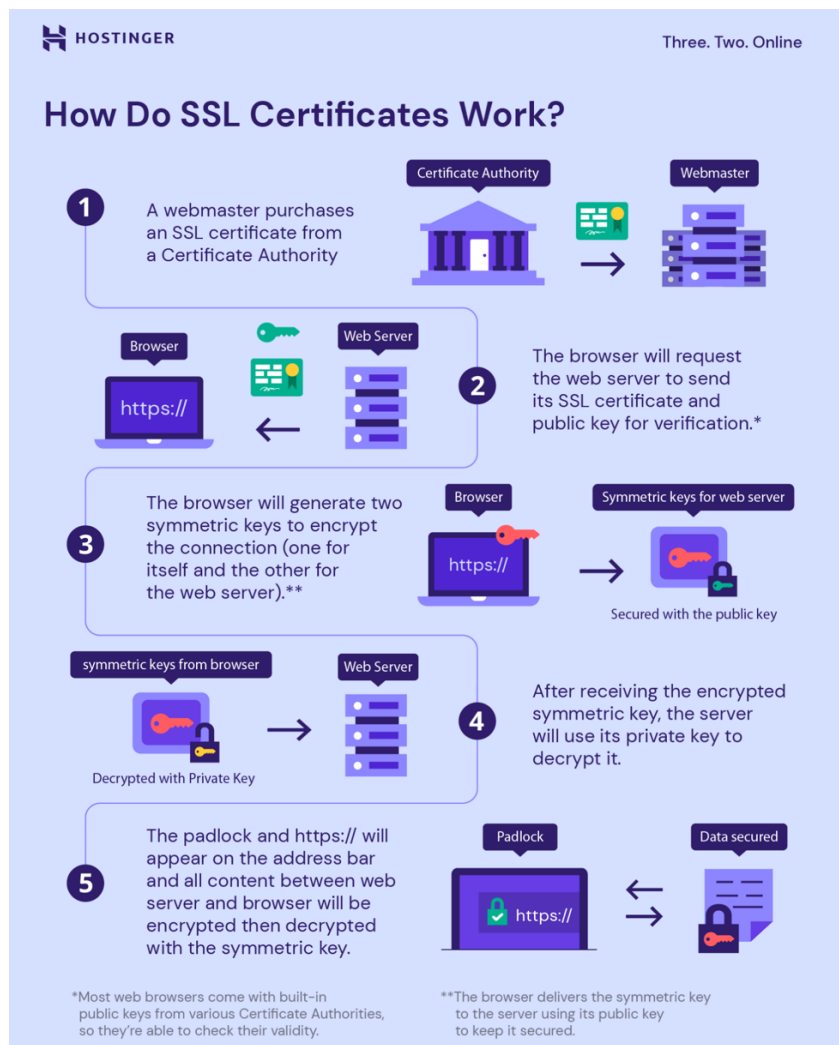 HOSTINGER
Three. Two. Online
How Do SSL Certificates Work?
1
A webmaster purchases
an SSL certificate from
a Certificate Authority
Certificate Authority
Webmaster
Browser
https://
Web Server
2
The browser will request
the web server to send
its SSL certificate and
public key for verification.*
3
The browser will generate two
symmetric keys to encrypt
the connection (one for
itself and the other for
the web server).**
Browser
https://
Symmetric keys for web server
Secured with the public key
symmetric keys from browser
Decrypted with Private Key
Web Server
4
After receiving the encrypted
symmetric key, the server
will use its private key to
decrypt it.
5
The padlock and https:// will
appear on the address bar
and all content between web
server and browser will be
encrypted then decrypted
with the symmetric key.
Padlock
https://
Data secured
*Most web browsers come with built-in
public keys from various Certificate Authorities,
so they're able to check their validity.
**The browser delivers the symmetric key
to the server using its public key
to keep it secured.